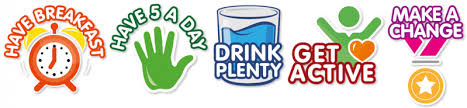 HAVE BREAKFAST
HAVE 5 A DAY
DRINK
PLENTY
GET
ACTIVE
MAKE A
CHANGE